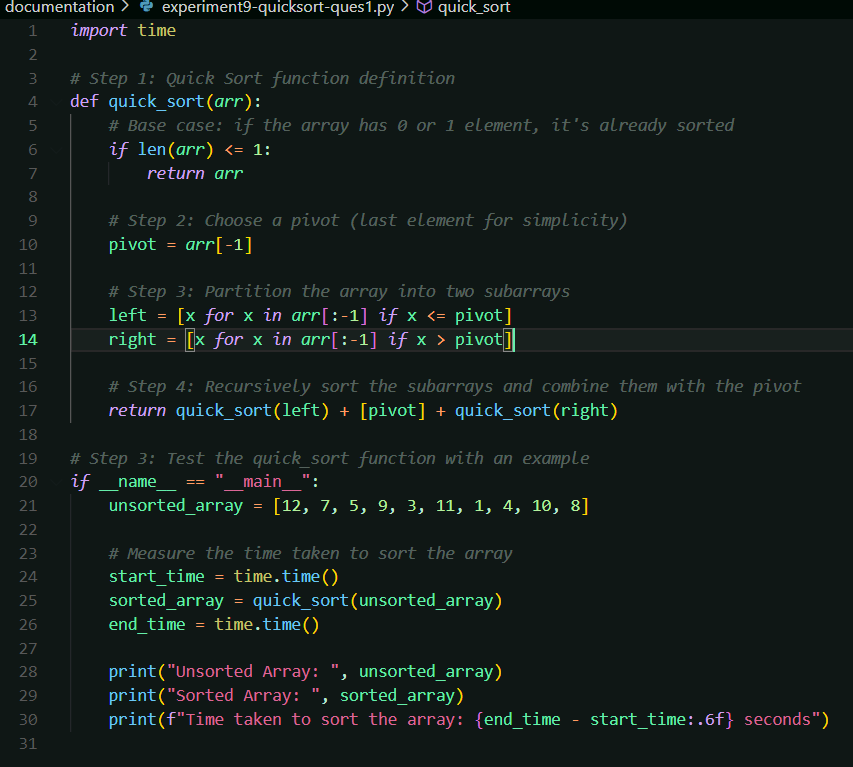 documentation > experiment9-quicksort-ques1.py > quick_sort
1 import time
2
3 # Step 1: Quick Sort function definition
4 def quick_sort(arr):
5     # Base case: if the array has 0 or 1 element, it's already sorted
6     if len(arr) <= 1:
7         return arr
8
9     # Step 2: Choose a pivot (last element for simplicity)
10     pivot = arr[-1]
11
12     # Step 3: Partition the array into two subarrays
13     left = [x for x in arr[:-1] if x <= pivot]
14     right = [x for x in arr[:-1] if x > pivot]
15
16     # Step 4: Recursively sort the subarrays and combine them with the pivot
17     return quick_sort(left) + [pivot] + quick_sort(right)
18
19 # Step 3: Test the quick_sort function with an example
20 if __name__ == "__main__":
21     unsorted_array = [12, 7, 5, 9, 3, 11, 1, 4, 10, 8]
22
23     # Measure the time taken to sort the array
24     start_time = time.time()
25     sorted_array = quick_sort(unsorted_array)
26     end_time = time.time()
27
28     print("Unsorted Array: ", unsorted_array)
29     print("Sorted Array: ", sorted_array)
30     print(f"Time taken to sort the array: {end_time - start_time:.6f} seconds")
31